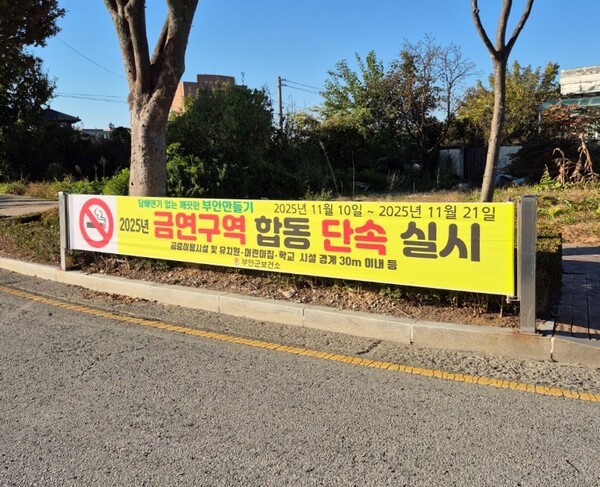 담배연기 없는 깨끗한 부안만들기 2025년 11월 10일 ~ 2025년 11월 21일
2025년 금연구역 합동 단속 실시
공중이용시설 및 유치원·어린이집·학교 시설 경계 30m 이내 등
부안군보건소